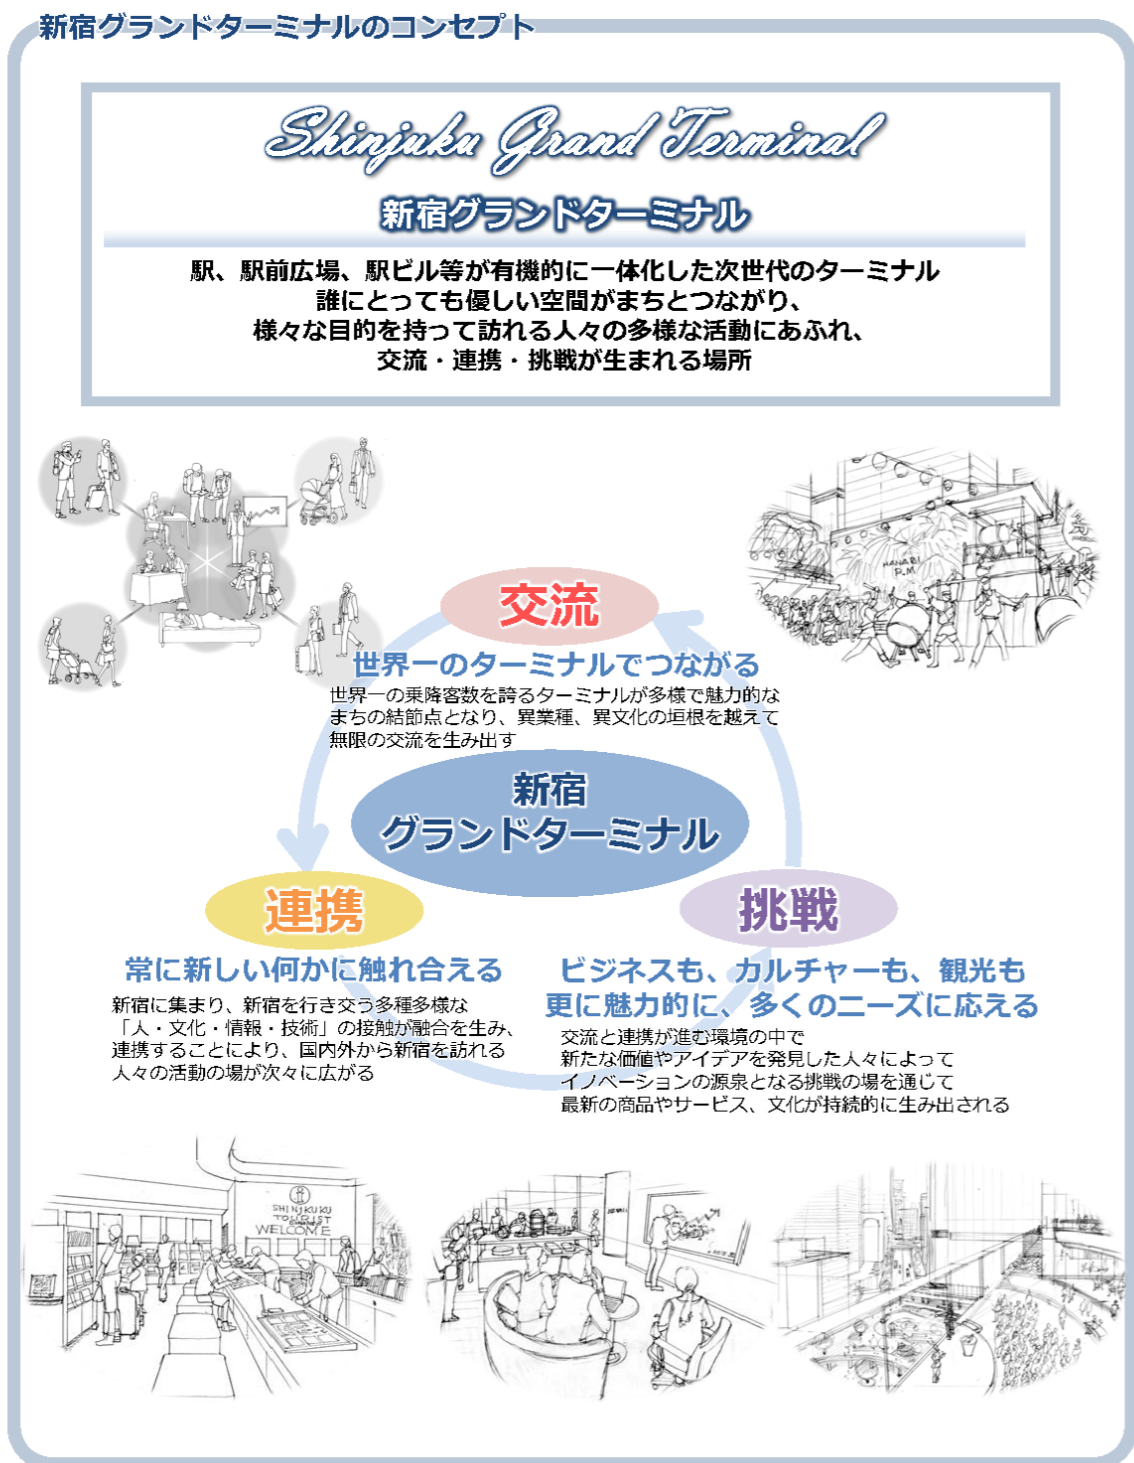 新宿グランドターミナルのコンセプト
Shinjuku Grand Terminal
新宿グランドターミナル
駅、駅前広場、駅ビル等が有機的に一体化した次世代のターミナル
誰にとっても優しい空間がまちとつながり、
様々な目的を持って訪れる人々の多様な活動にあふれ、
交流・連携・挑戦が生まれる場所
HANABI
P.M
交流
世界一のターミナルでつながる
世界一の乗降客数を誇るターミナルが多様で魅力的な
まちの結節点となり、異業種、異文化の垣根を越えて
無限の交流を生み出す
新宿
グランドターミナル
連携
常に新しい何かに触れ合える
新宿に集まり、新宿を行き交う多種多様な
「人・文化・情報・技術」の接触が融合を生み、
連携することにより、国内外から新宿を訪れる
人々の活動の場が次々に広がる
挑戦
ビジネスも、カルチャーも、観光も
更に魅力的に、多くのニーズに応える
交流と連携が進む環境の中で
新たな価値やアイデアを発見した人々によって
イノベーションの源泉となる挑戦の場を通じて
最新の商品やサービス、文化が持続的に生み出される
SHINJKUKU
TOURIST
WELCOME